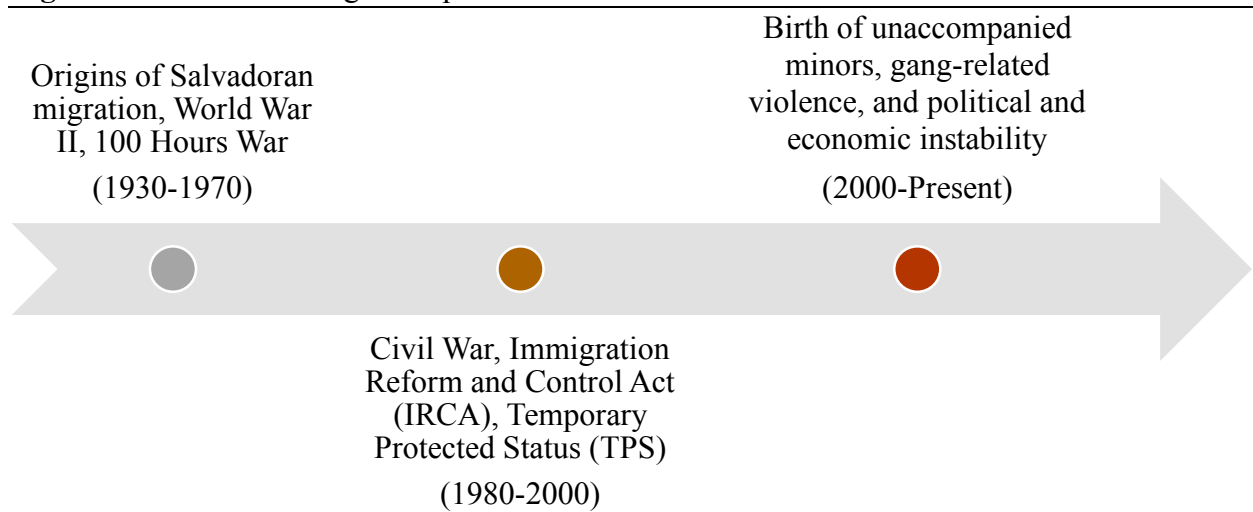 Origins of Salvadoran
migration, World War
II, 100 Hours War
(1930-1970)
Civil War, Immigration
Reform and Control Act
(IRCA), Temporary
Protected Status (TPS)
(1980-2000)
Birth of unaccompanied
minors, gang-related
violence, and political and
economic instability
(2000-Present)